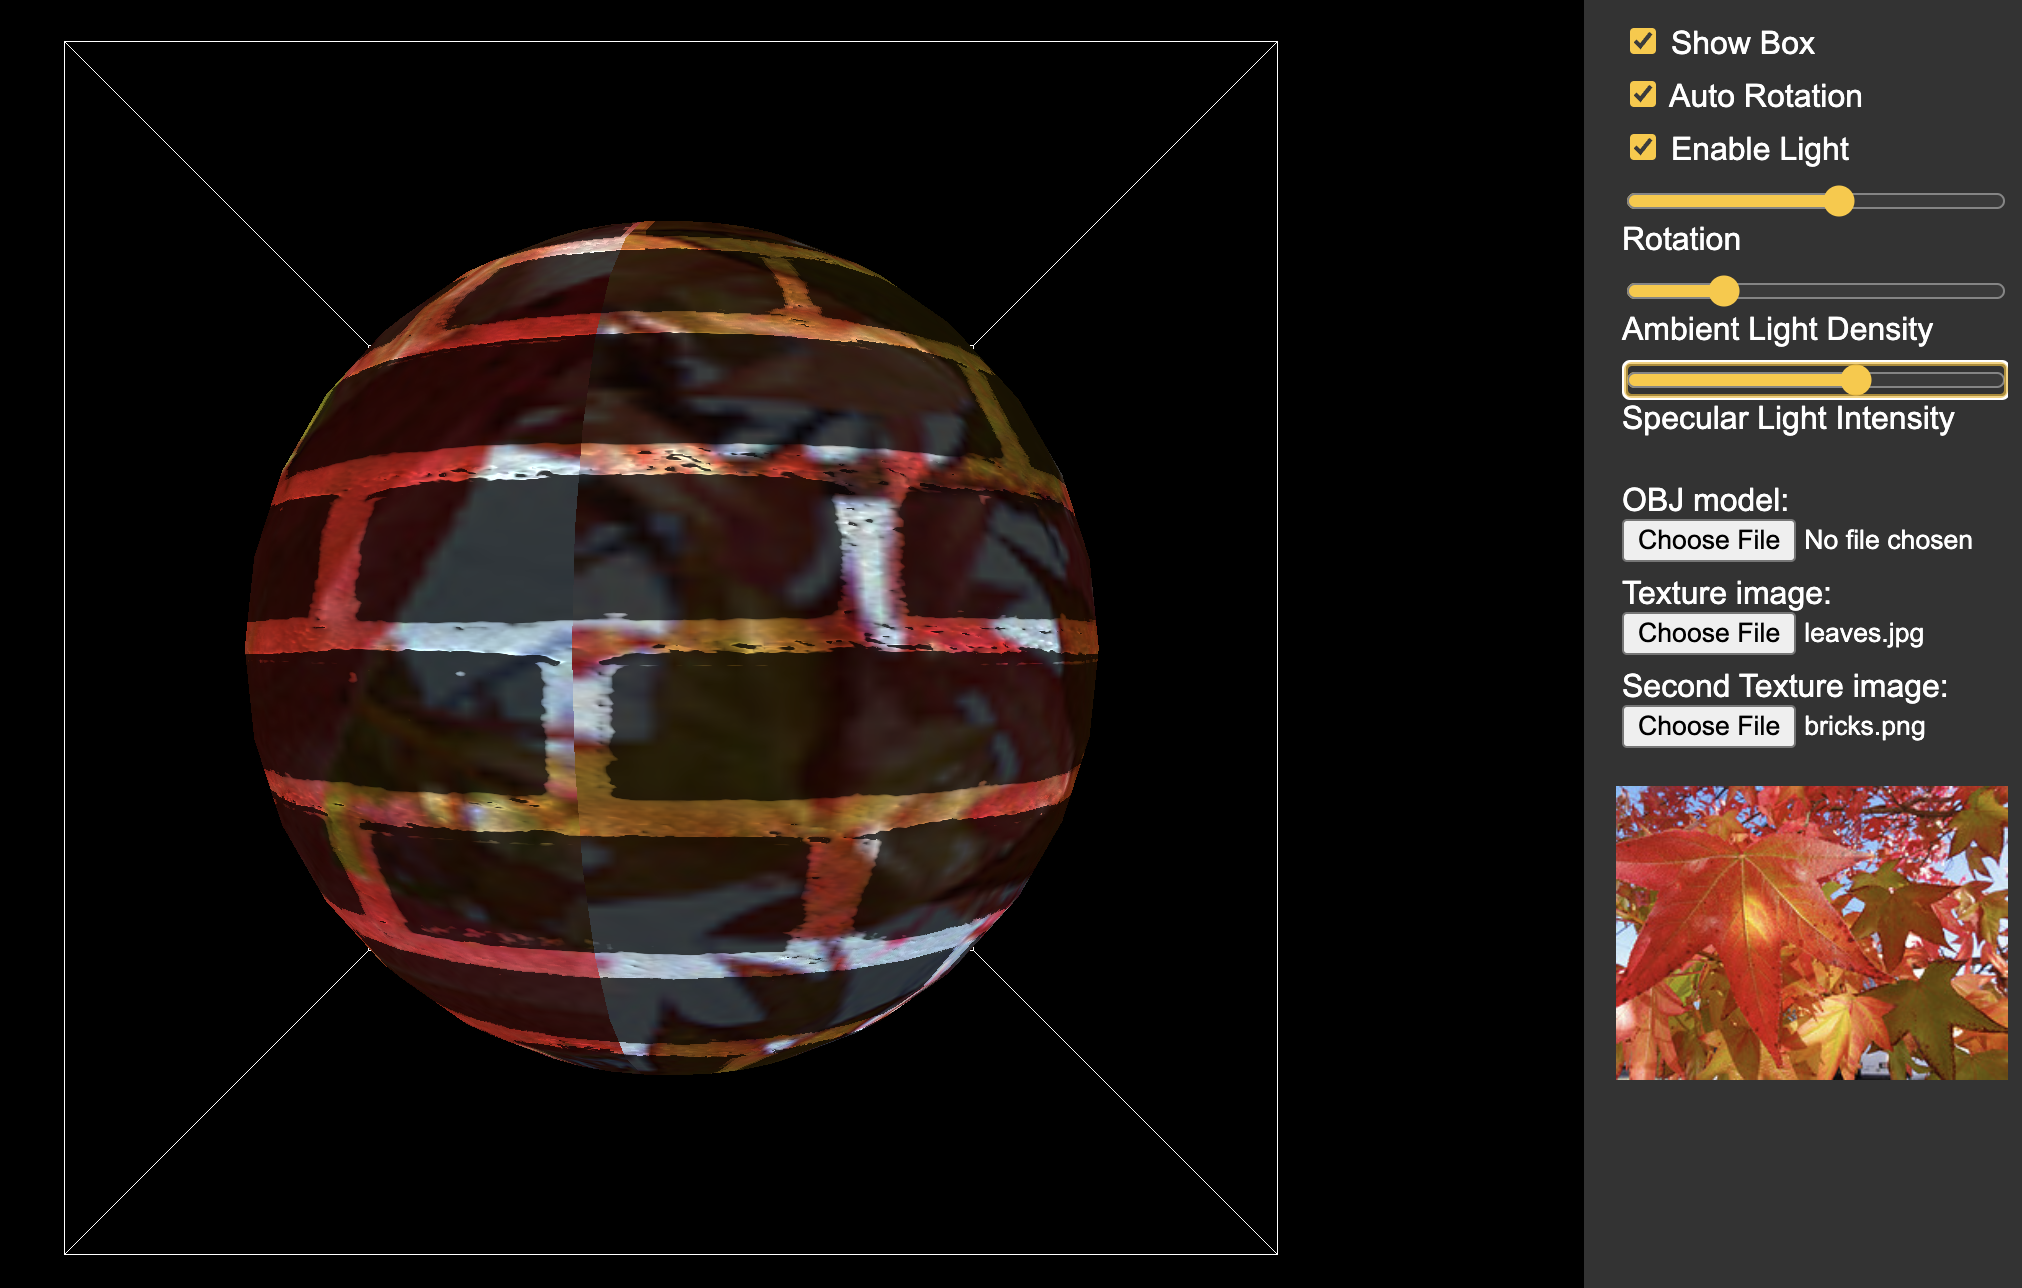 Show Box
Auto Rotation
Enable Light
Rotation
Ambient Light Density
Specular Light Intensity
OBJ model:
Choose File No file chosen
Texture image:
Choose File leaves.jpg
Second Texture image:
Choose File bricks.png